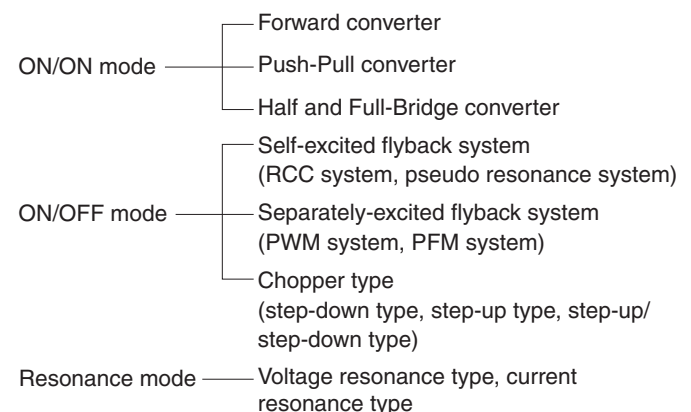 Forward converter
ON/ON mode
Push-Pull converter
Half and Full-Bridge converter
Self-excited flyback system
(RCC system, pseudo resonance system)
ON/OFF mode
Separately-excited flyback system
(PWM system, PFM system)
Chopper type
(step-down type, step-up type, step-up/
step-down type)
Resonance mode
Voltage resonance type, current
resonance type